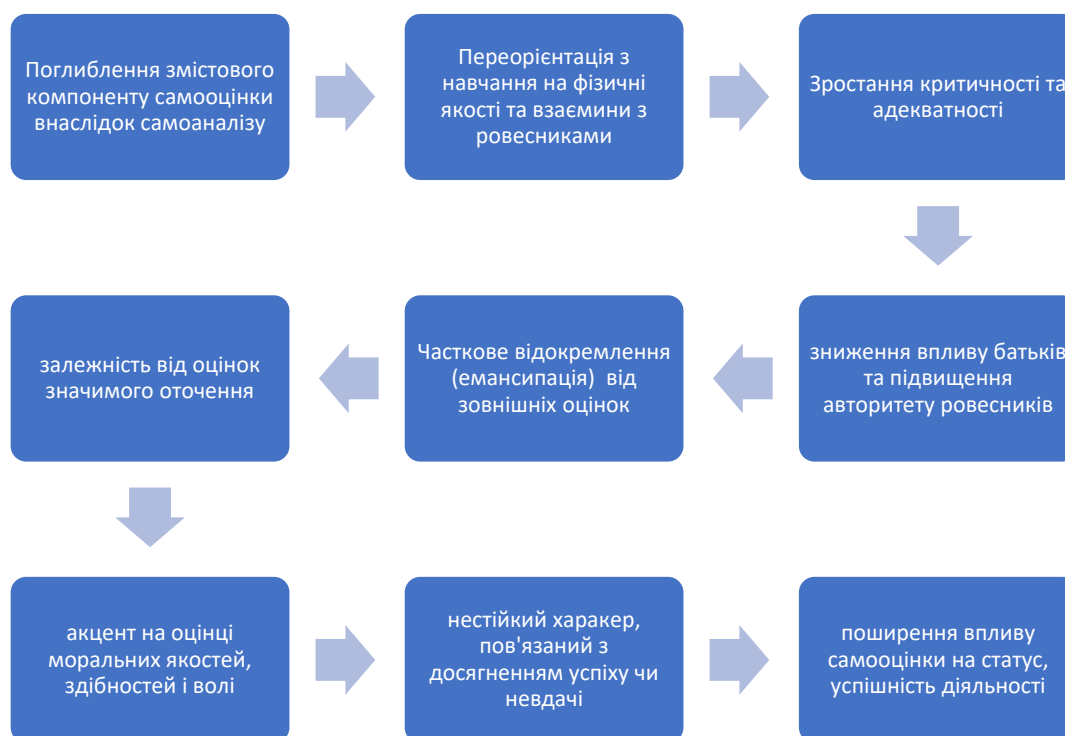 Поглиблення змістового
компоненту самооцінки
внаслідок самоаналізу
Переорієнтація з
навчання на фізичні
якості та взаємини з
ровесниками
Зростання критичності та
адекватності
зниження впливу батьків
та підвищення
авторитету ровесників
Часткове відокремлення
(емансипація) від
зовнішніх оцінок
залежність від оцінок
значимого оточення
акцент на оцінці
моральних якостей,
здібностей і волі
нестійкий харакер,
пов'язаний з
досягненням успіху чи
невдачі
поширення впливу
самооцінки на статус,
успішність діяльності